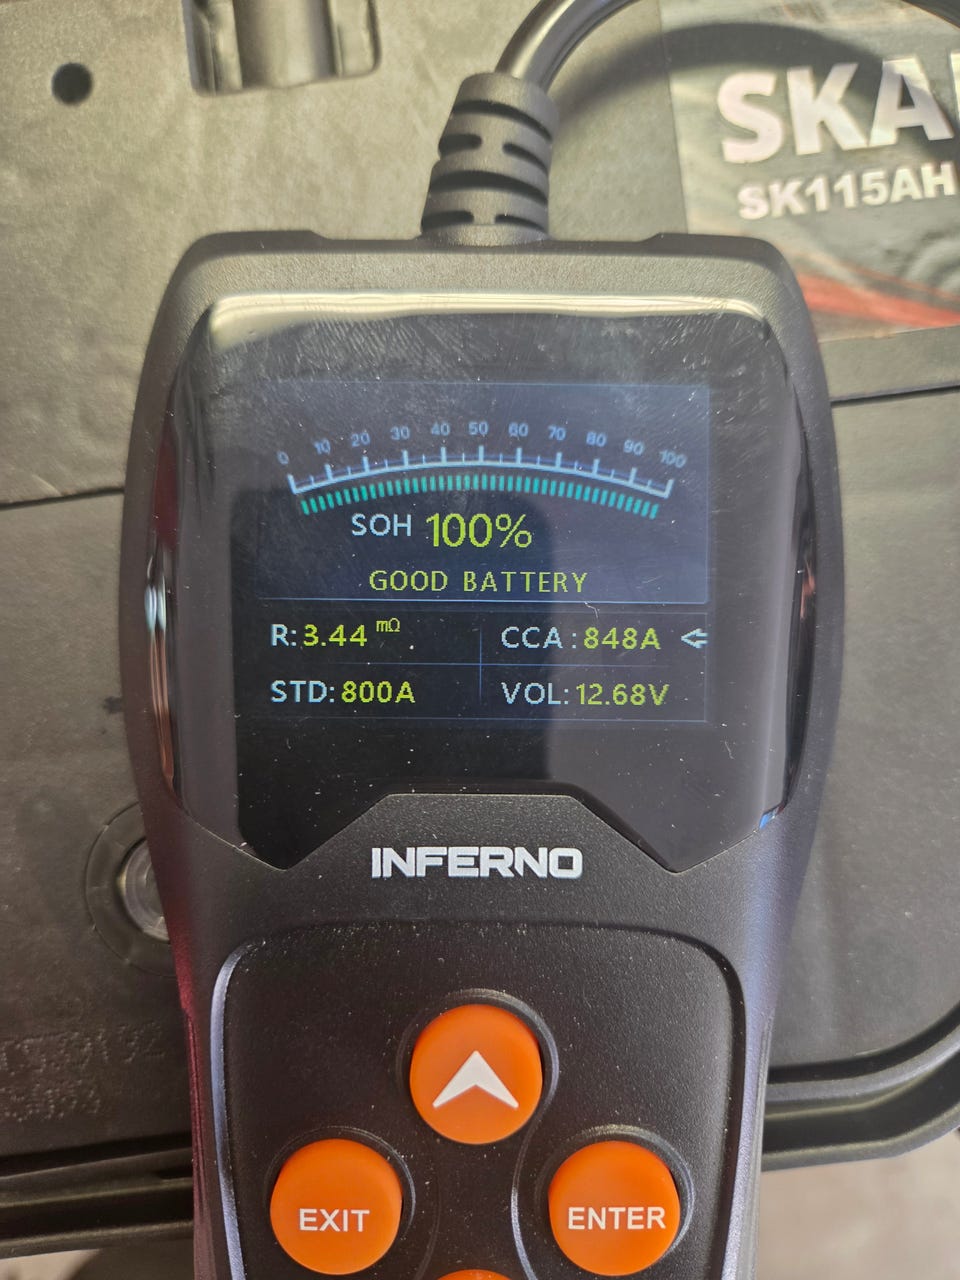 SKA
SK115AH
0 10 20 30 40 50 60 70 80 90 100
SOH 100%
GOOD BATTERY
R: 3.44 mΩ
CCA : 848A
STD: 800A
VOL: 12.68V
INFERNO
EXIT
ENTER